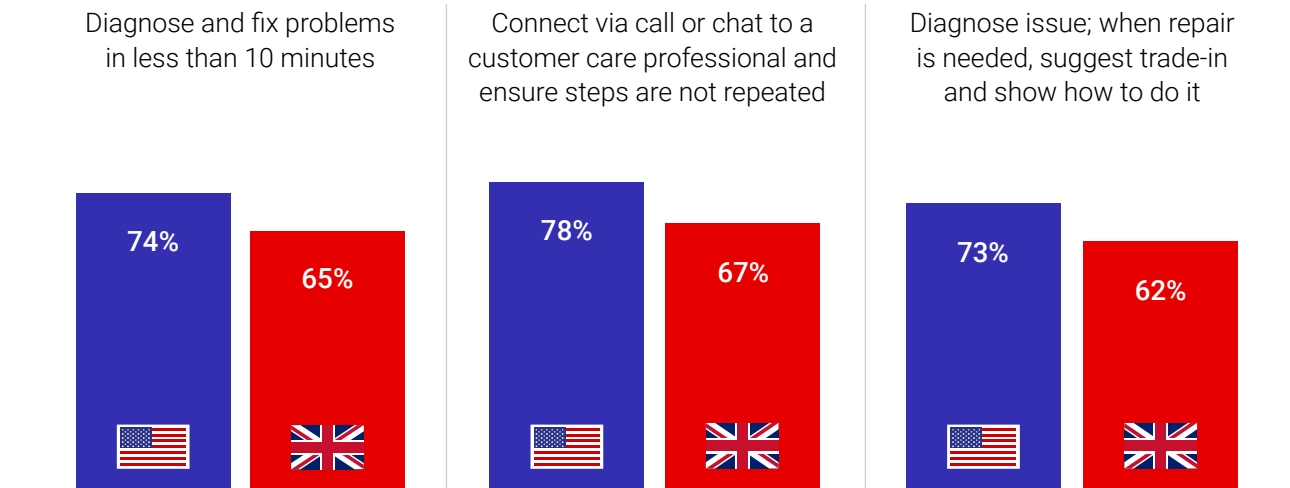 Diagnose and fix problems
in less than 10 minutes
74%
65%
Connect via call or chat to a
customer care professional and
ensure steps are not repeated
78%
67%
Diagnose issue; when repair
is needed, suggest trade-in
and show how to do it
73%
62%